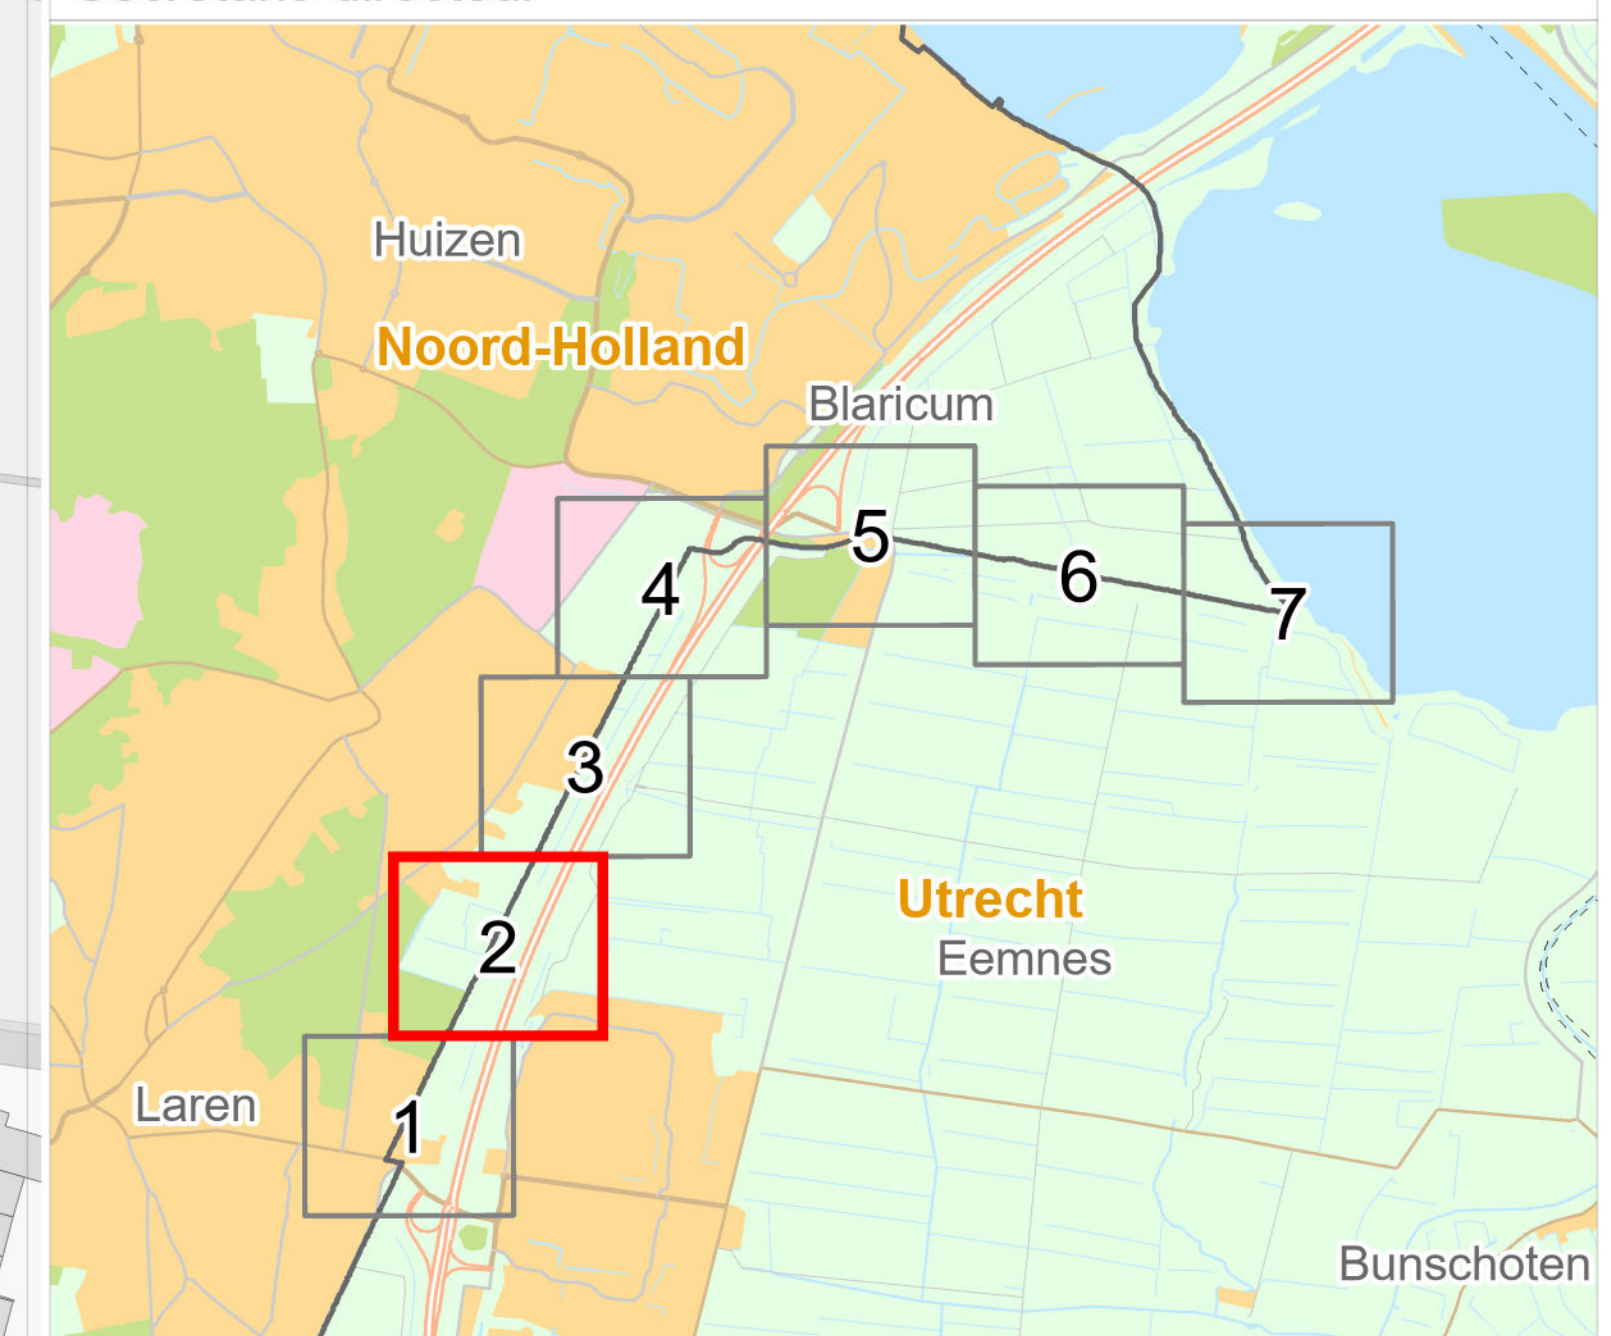 Huizen
Noord-Holland
Blaricum
5
6
4
7
3
Utrecht
2
Eemnes
Laren
1
Bunschoten